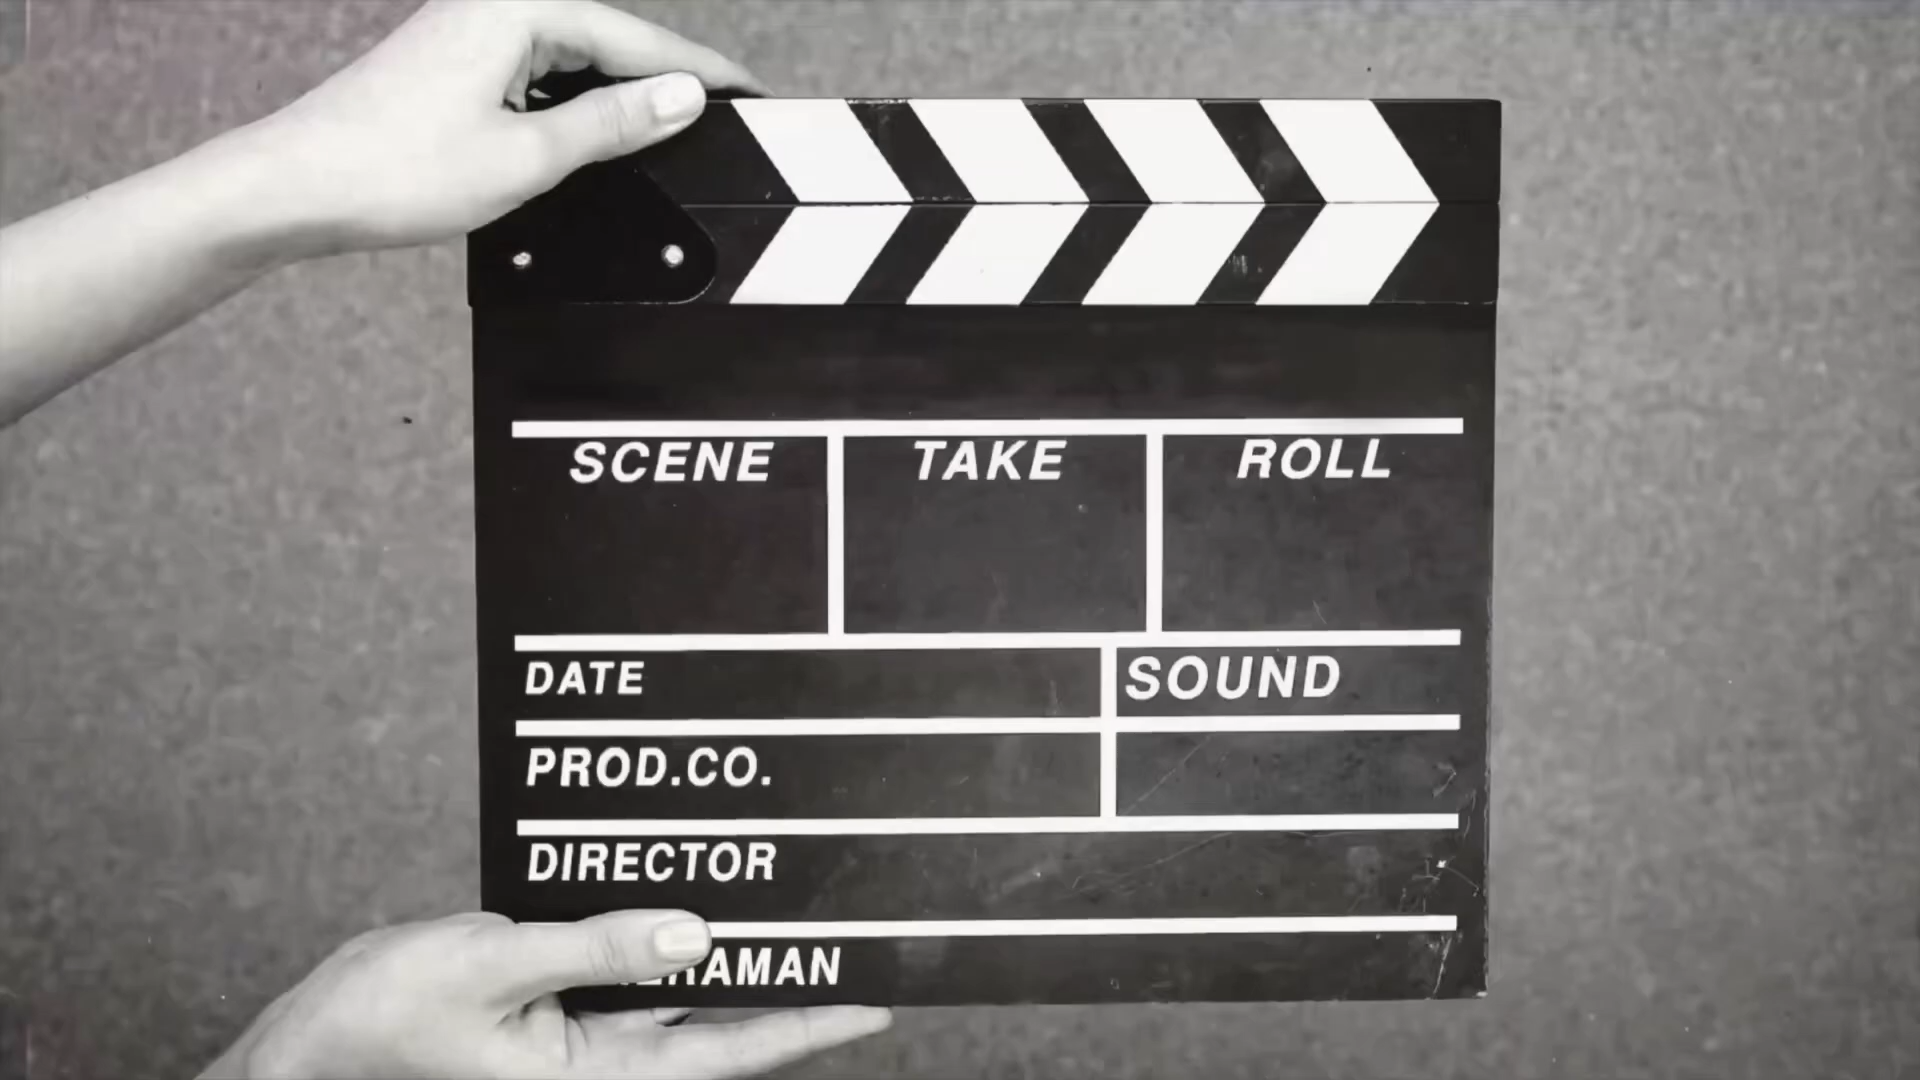 SCENE TAKE ROLL
DATE SOUND
PROD.CO.
DIRECTOR